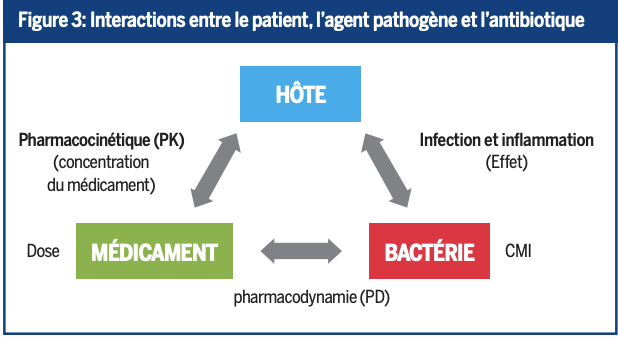 Figure 3: Interactions entre le patient, l’agent pathogène et l’antibiotique
HÔTE
Pharmacocinétique (PK)
(concentration
du médicament)
Infection et inflammation
(Effet)
Dose
MÉDICAMENT
BACTÉRIE
CMI
pharmacodynamie (PD)